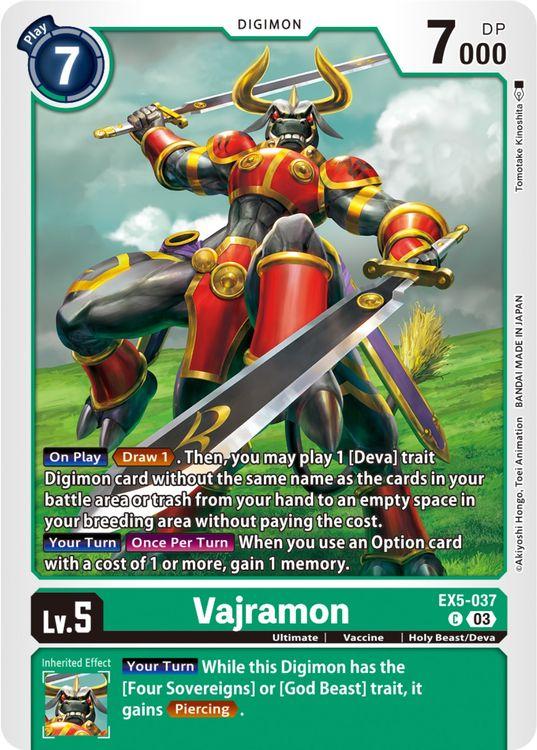 Play
7
DIGIMON
DP
7000
Tomotake Kinoshita
On Play Draw 1. Then, you may play 1 [Deva] trait
Digimon card without the same name as the cards in your
battle area or trash from your hand to an empty space in
your breeding area without paying the cost.
Your Turn Once Per Turn When you use an Option card
with a cost of 1 or more, gain 1 memory.
©Akiyoshi Hongo, Toei Animation BANDAI MADE IN JAPAN
Lv.5
Vajramon
EX5-037
C 03
Ultimate | Vaccine | Holy Beast/Deva
Inherited Effect
Your Turn While this Digimon has the
[Four Sovereigns] or [God Beast] trait, it
gains Piercing.